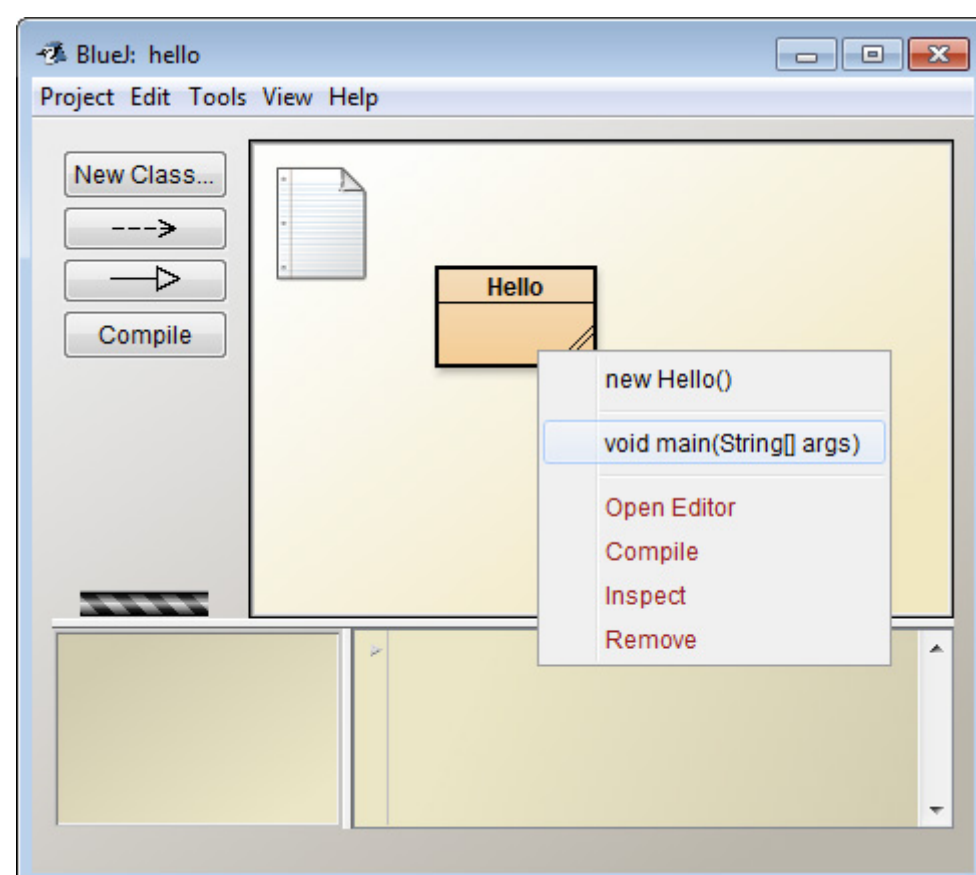 BlueJ: hello
Project Edit Tools View Help
New Class...
Compile
Hello
new Hello()
void main(String[] args)
Open Editor
Compile
Inspect
Remove